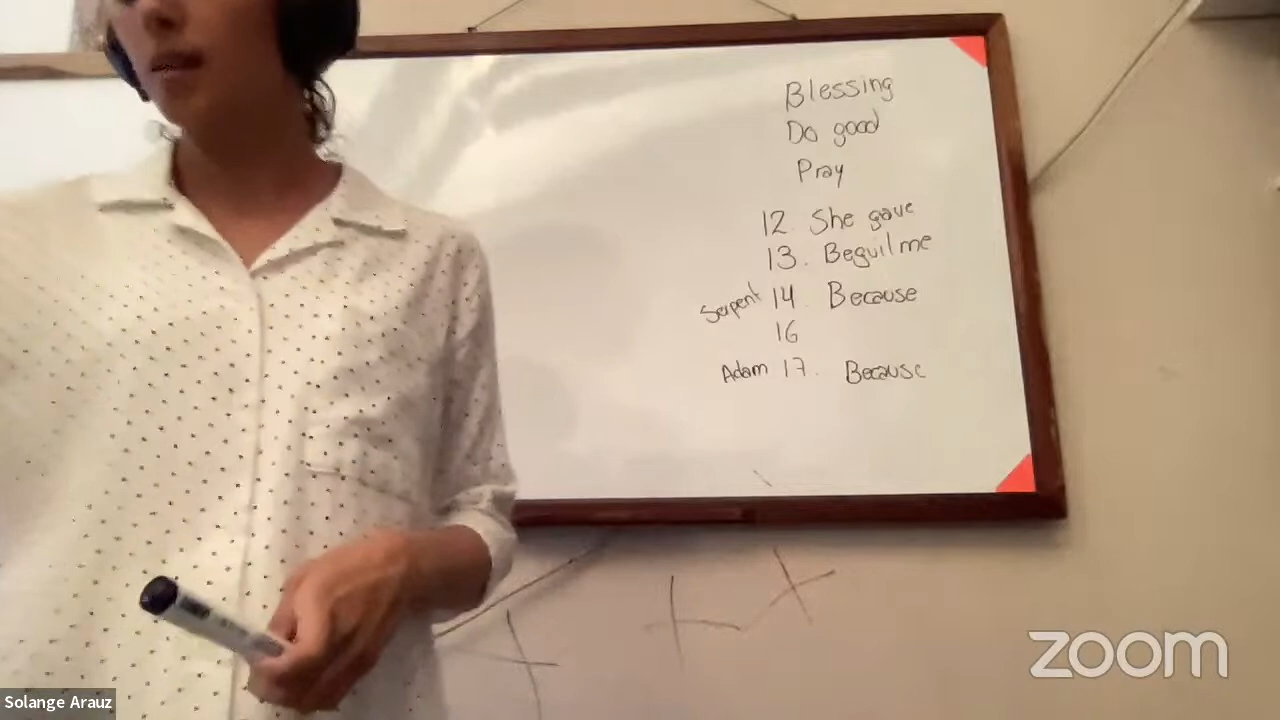 Blessing
Do good
Pray
12. She gave
13. Beguil me
Serpent 14 Because
16
Adam 17. Because
zoom
Solange Arauz